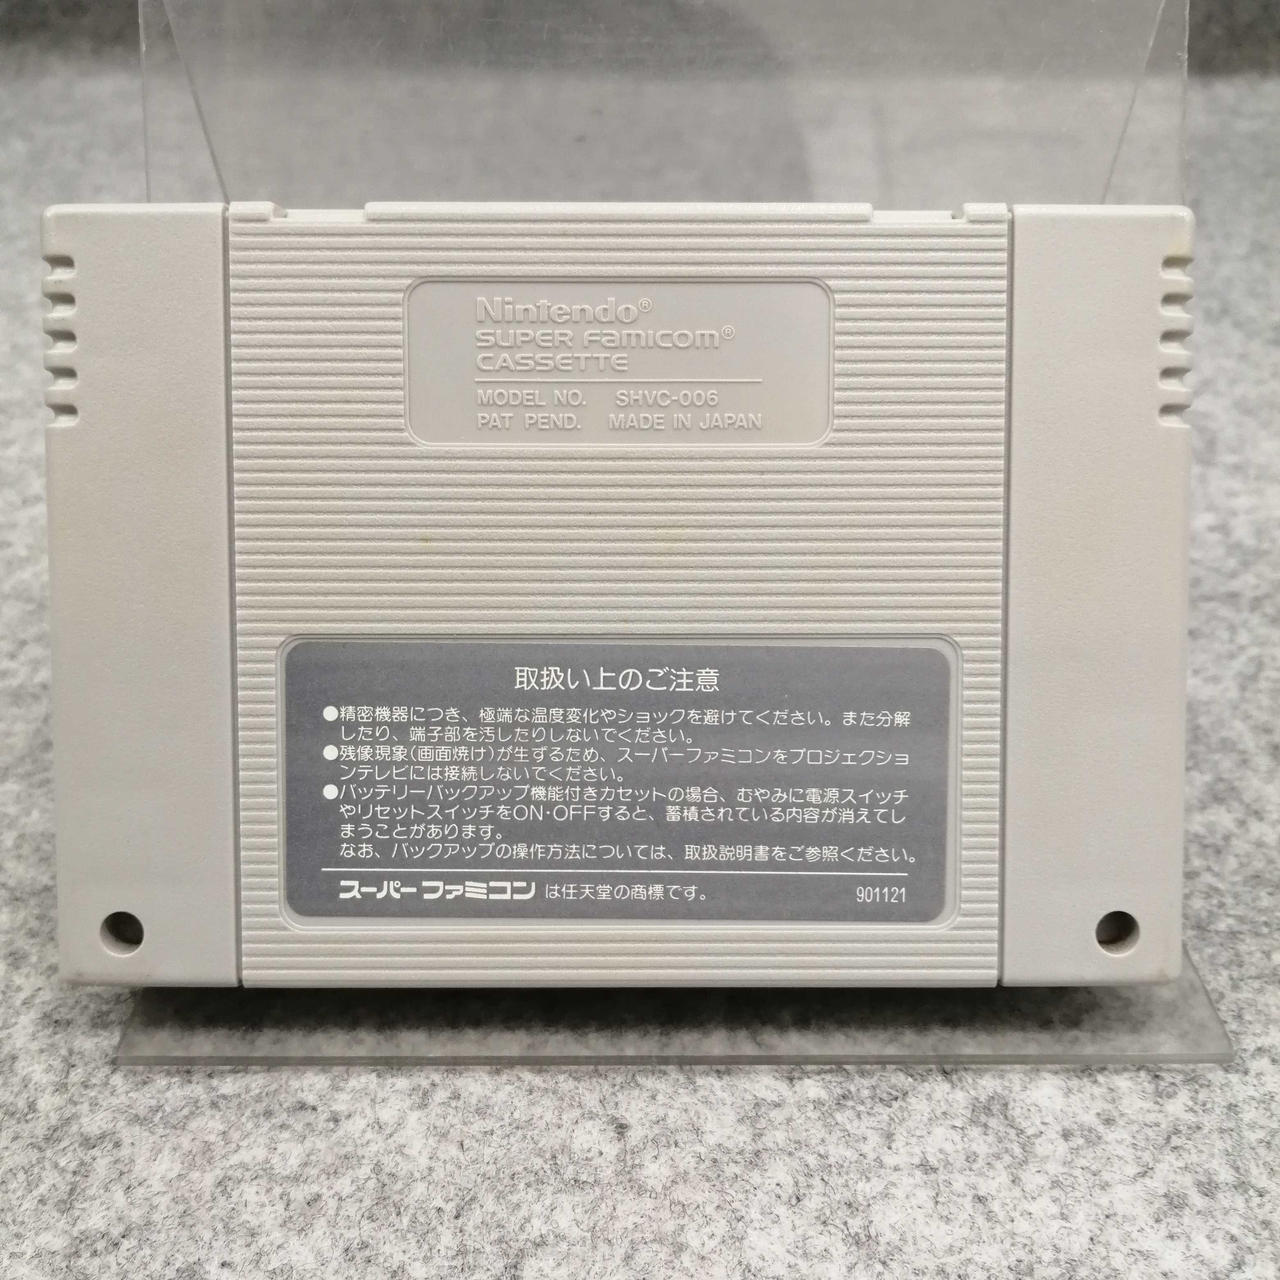 Nintendo®
SUPER FAMICOM®
CASSETTE
MODEL NO. SHVC-006
PAT PEND. MADE IN JAPAN
取扱い上のご注意
●精密機器につき、極端な温度変化やショックを避けてください。また分解
したり、端子部を汚したりしないでください。
●残像現象(画面焼け)が生ずるため、スーパーファミコンをプロジェクショ
ンテレビには接続しないでください。
●バッテリーバックアップ機能付きカセットの場合、むやみに電源スイッチ
やリセットスイッチをON・OFFすると、蓄積されている内容が消えてし
まうことがあります。
なお、バックアップの操作方法については、取扱説明書をご参照ください。
スーパーファミコン は任天堂の商標です。 901121